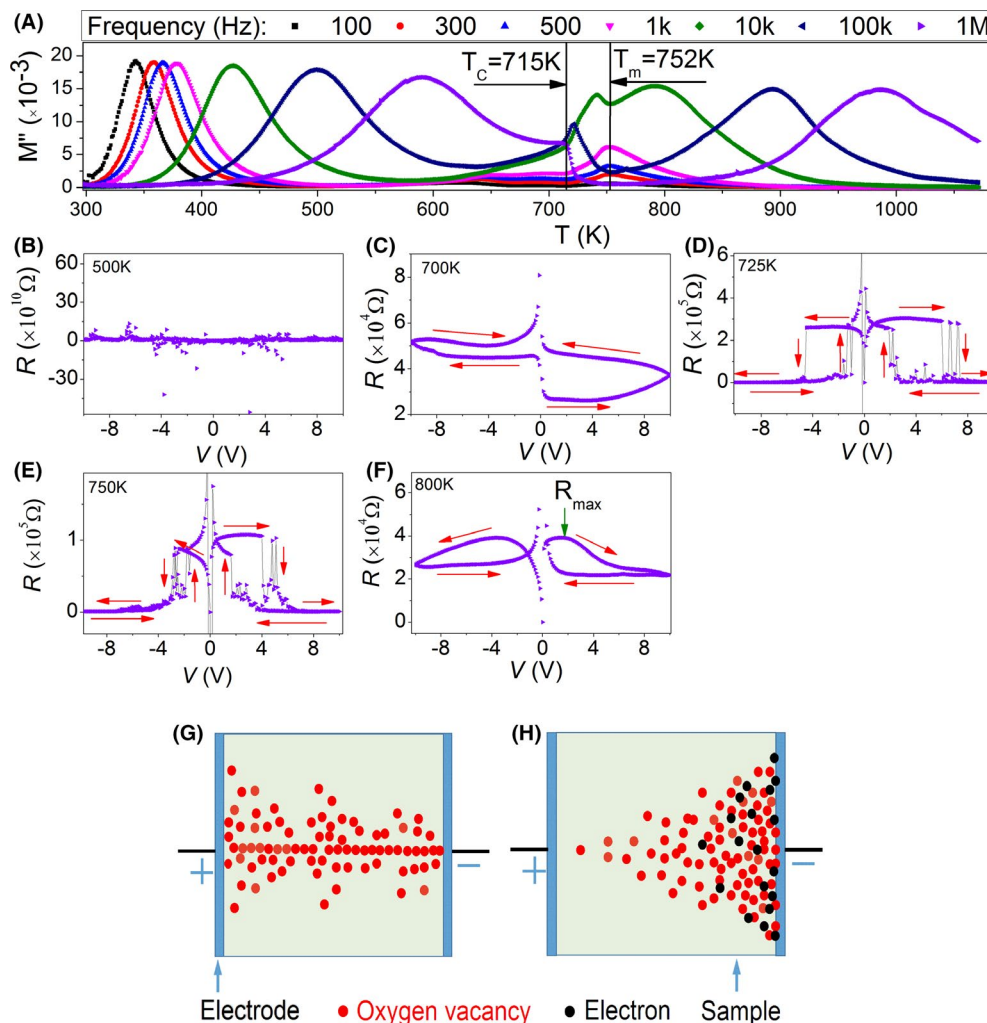 (A) Frequency (Hz): 100 300 500 1k 10k 100k 1M
M'' (×10⁻³)
20
15
10
5
0
T_C=715K
T_m=752K
300 400 500 600 700 800 900 1000
T (K)
(B)
500K
R (×10¹⁰Ω)
60
30
0
-30
-8 -4 0 4 8
V (V)
(C)
700K
R (×10⁴Ω)
8
6
4
2
-8 -4 0 4 8
V (V)
(D)
725K
R (×10⁵Ω)
6
4
2
0
-8 -4 0 4 8
V (V)
(E)
750K
R (×10⁵Ω)
1
0
-8 -4 0 4 8
V (V)
(F)
800K
R_max
R (×10⁴Ω)
6
4
2
0
-8 -4 0 4 8
V (V)
(G)
+ −
(H)
+ −
Electrode Oxygen vacancy Electron Sample